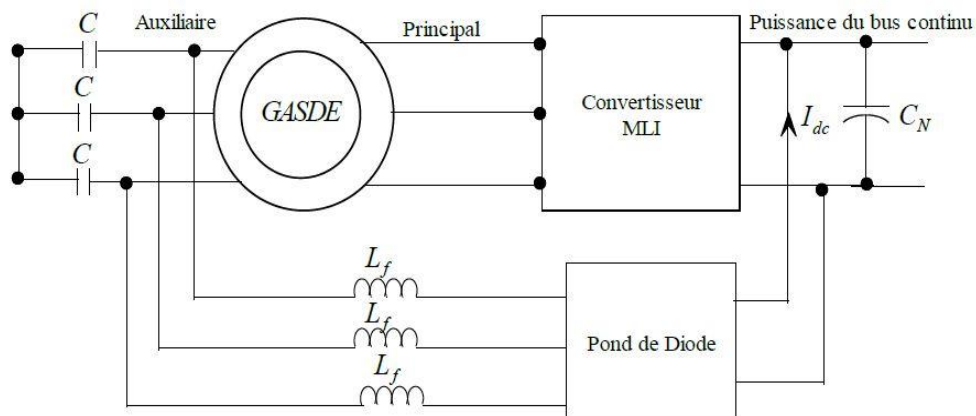 C
Auxiliaire
Principal
Puissance du bus continu
C
GASDE
Convertisseur
MLI
I_dc
C_N
C
L_f
L_f
L_f
Pond de Diode